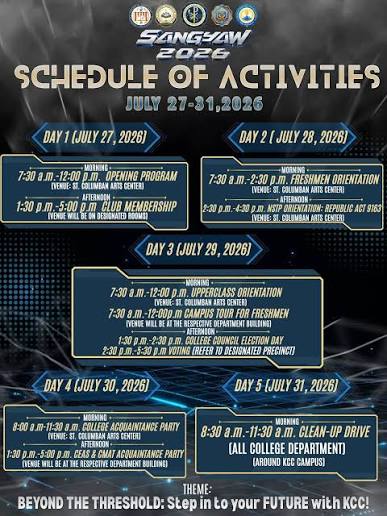 SANGYAW
2026
SCHEDULE OF ACTIVITIES
JULY 27-31,2026
DAY 1 (JULY 27, 2026)
MORNING
7:30 a.m.-12:00 p.m. OPENING PROGRAM
(VENUE: ST. COLUMBAN ARTS CENTER)
AFTERNOON
1:30 p.m.-5:00 p.m CLUB MEMBERSHIP
(VENUE WILL BE ON DESIGNATED ROOMS)
DAY 2 ( JULY 28, 2026)
MORNING
7:30 a.m.-2:30 p.m. FRESHMEN ORIENTATION
(VENUE: ST. COLUMBAN ARTS CENTER)
AFTERNOON
2:30 p.m.-4:30 p.m. NSTP ORIENTATION: REPUBLIC ACT 9163
(VENUE: ST. COLUMBAN ARTS CENTER)
DAY 3 (JULY 29, 2026)
MORNING
7:30 a.m.-12:00 p.m. UPPERCLASS ORIENTATION
(VENUE: ST. COLUMBAN ARTS CENTER)
7:30 a.m.-12:00 p.m CAMPUS TOUR FOR FRESHMEN
(VENUE WILL BE AT THE RESPECTIVE DEPARTMENT BUILDING)
AFTERNOON
1:30 p.m.-2:30 p.m. COLLEGE COUNCIL ELECTION DAY
2:30 p.m.-5:30 p.m VOTING (REFER TO DESIGNATED PRECINCT)
DAY 4 (JULY 30, 2026)
MORNING
8:00 a.m-11:30 a.m. COLLEGE ACQUAINTANCE PARTY
(VENUE: ST. COLUMBAN ARTS CENTER)
AFTERNOON
1:30 p.m.-5:00 p.m. CEAS & CMAT ACQUAINTANCE PARTY
(VENUE WILL BE AT THE RESPECTIVE DEPARTMENT BUILDING)
DAY 5 (JULY 31, 2026)
MORNING
8:30 a.m.-11:30 a.m. CLEAN-UP DRIVE
(ALL COLLEGE DEPARTMENT)
(AROUND KCC CAMPUS)
THEME:
BEYOND THE THRESHOLD: Step in to your FUTURE with KCC!